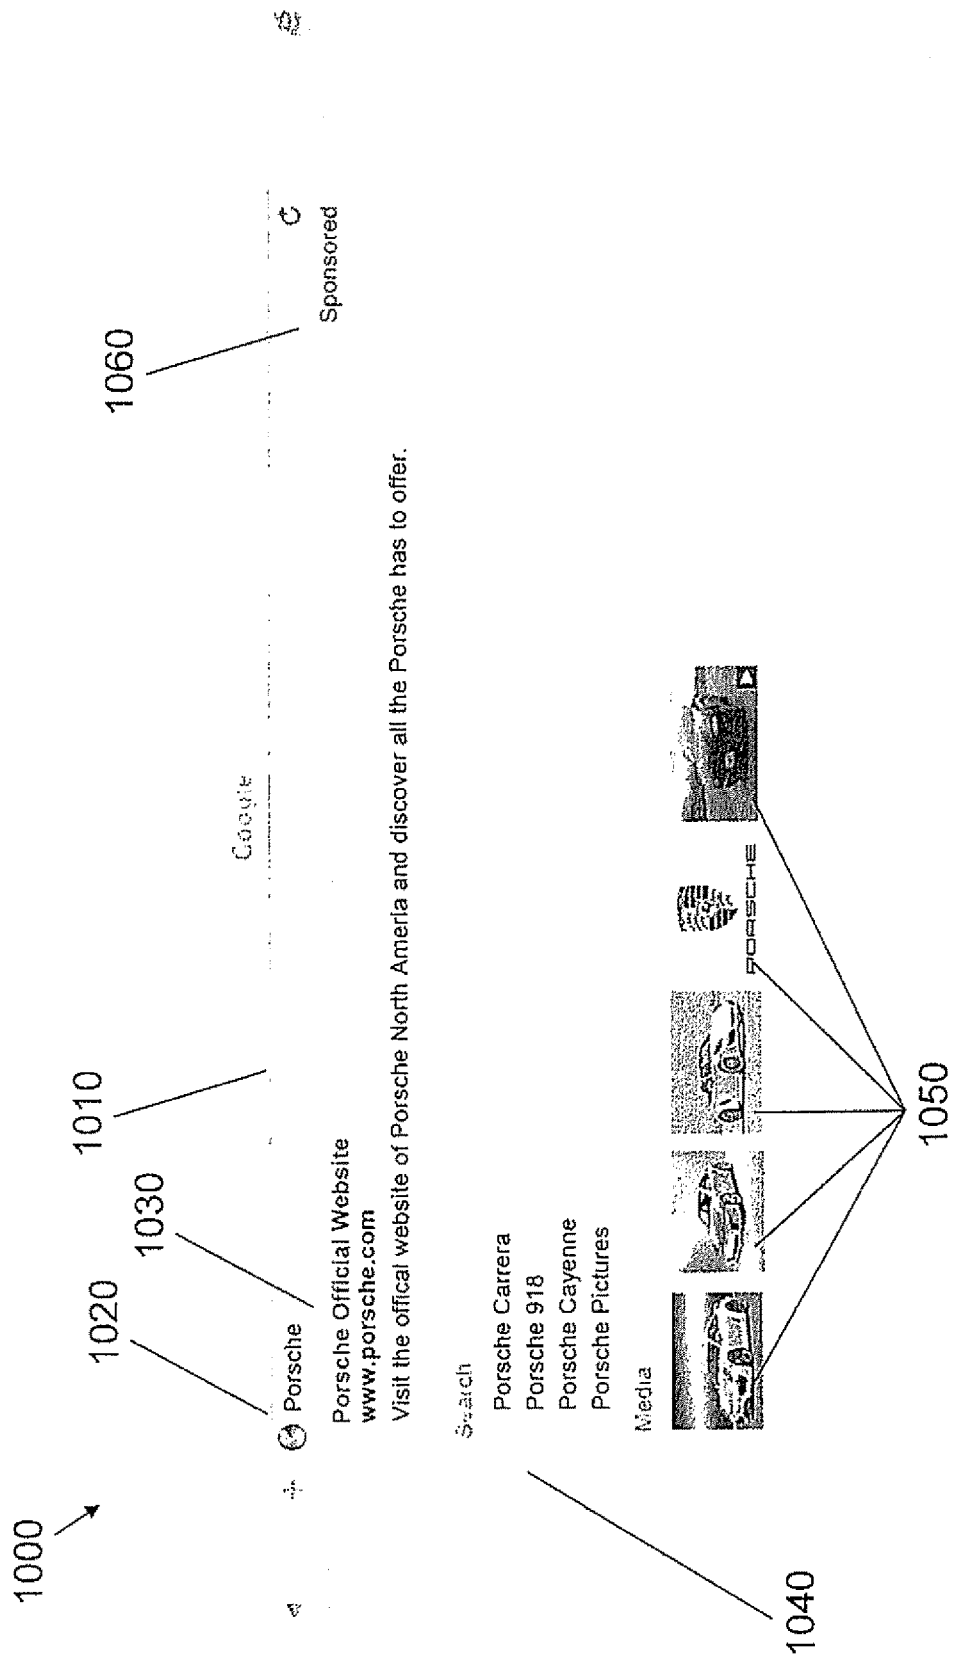 1000
1020
1030
1010
1060
Google
Porsche
Sponsored
Porsche Official Website
www.porsche.com
Visit the offical website of Porsche North Ameria and discover all the Porsche has to offer.
Search
Porsche Carrera
Porsche 918
Porsche Cayenne
Porsche Pictures
Media
PORSCHE
1040
1050